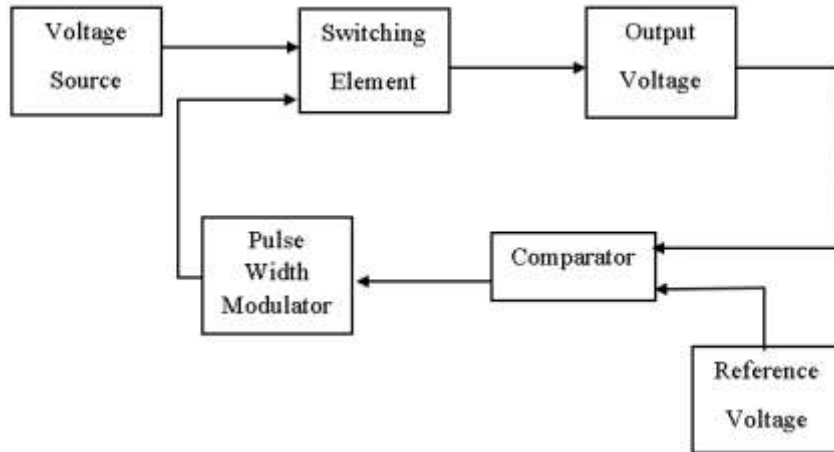 Voltage
Source
Switching
Element
Output
Voltage
Pulse
Width
Modulator
Comparator
Reference
Voltage